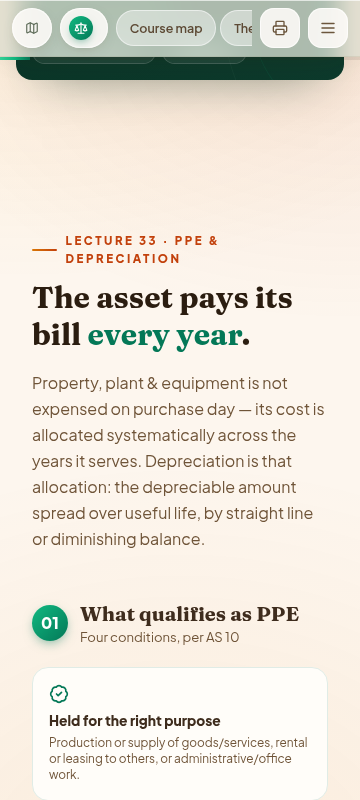 Course map
The
LECTURE 33 · PPE &
DEPRECIATION
The asset pays its
bill every year.
Property, plant & equipment is not
expensed on purchase day — its cost is
allocated systematically across the
years it serves. Depreciation is that
allocation: the depreciable amount
spread over useful life, by straight line
or diminishing balance.
01
What qualifies as PPE
Four conditions, per AS 10
Held for the right purpose
Production or supply of goods/services, rental
or leasing to others, or administrative/office
work.